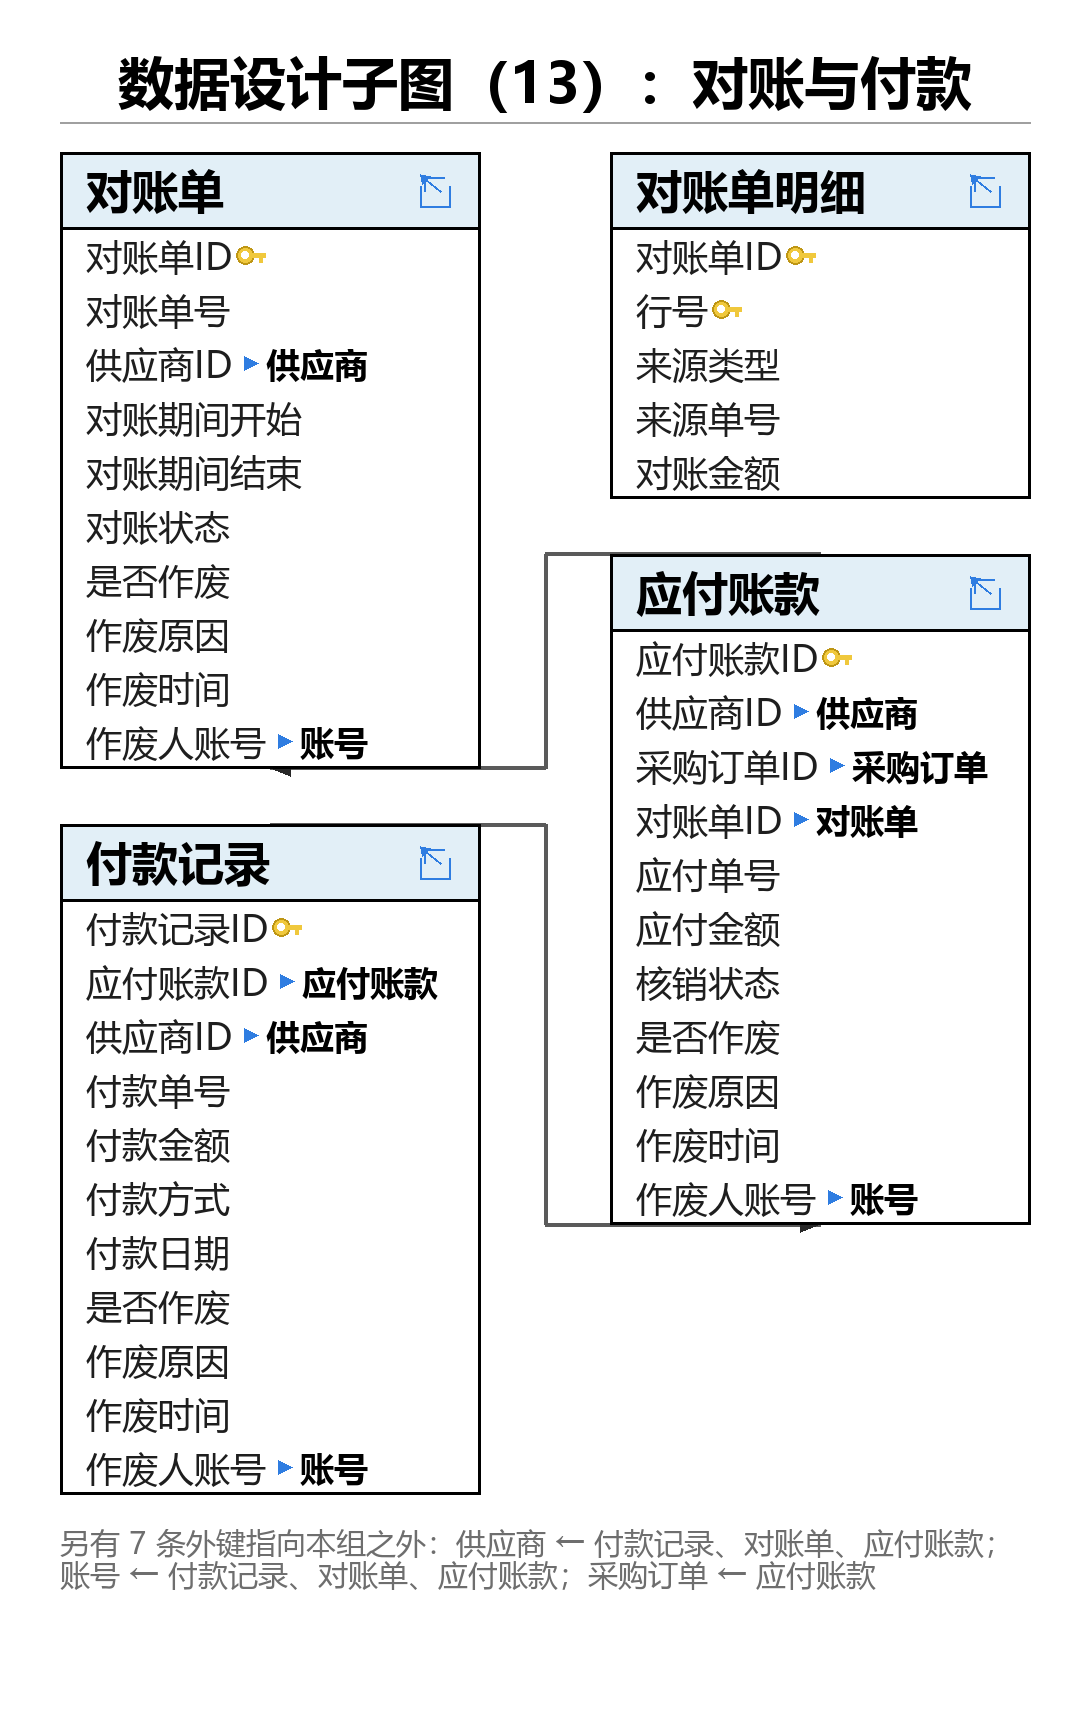 数据设计子图（13）：对账与付款
对账单
对账单ID
对账单号
供应商ID 供应商
对账期间开始
对账期间结束
对账状态
是否作废
作废原因
作废时间
作废人账号 账号
对账单明细
对账单ID
行号
来源类型
来源单号
对账金额
应付账款
应付账款ID
供应商ID 供应商
采购订单ID 采购订单
对账单ID 对账单
应付单号
应付金额
核销状态
是否作废
作废原因
作废时间
作废人账号 账号
付款记录
付款记录ID
应付账款ID 应付账款
供应商ID 供应商
付款单号
付款金额
付款方式
付款日期
是否作废
作废原因
作废时间
作废人账号 账号
另有 7 条外键指向本组之外：供应商 ← 付款记录、对账单、应付账款；
账号 ← 付款记录、对账单、应付账款；采购订单 ← 应付账款